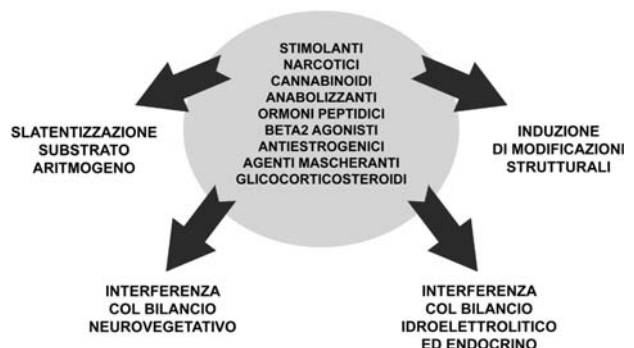 STIMOLANTI
NARCOTICI
CANNABINOIDI
ANABOLIZZANTI
ORMONI PEPTIDICI
BETA2 AGONISTI
ANTIESTROGENICI
AGENTI MASCHERANTI
GLICOCORTICOSTEROIDI
SLATENTIZZAZIONE
SUBSTRATO
ARITMOGENO
INDUZIONE
DI MODIFICAZIONI
STRUTTURALI
INTERFERENZA
COL BILANCIO
NEUROVEGETATIVO
INTERFERENZA
COL BILANCIO
IDROELETTROLITICO
ED ENDOCRINO